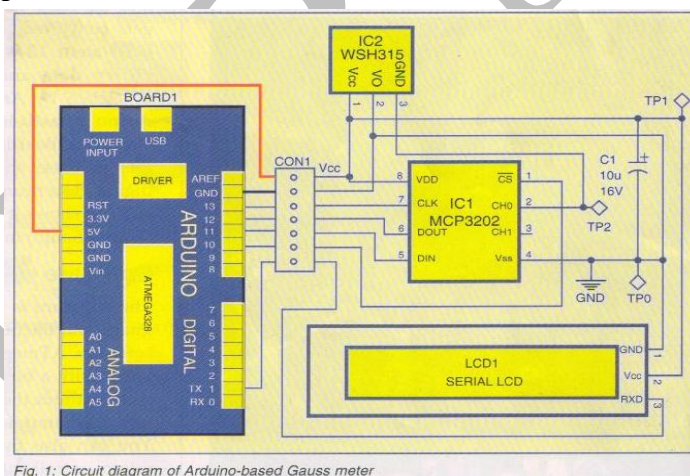 IC2
WSH315
Vcc
VO
GND
1
2
3
TP1
BOARD1
POWER
INPUT
USB
DRIVER
CON1
Vcc
AREF
GND
13
12
11
10
9
8
RST
3.3V
5V
GND
GND
Vin
ARDUINO
ATMEGA328
8
VDD
7
CLK
6
DOUT
5
DIN
IC1
MCP3202
CS
1
CH0
2
CH1
3
Vss
4
C1
10u
16V
TP2
GND
TP0
7
6
5
4
3
2
TX 1
RX 0
DIGITAL
ANALOG
A0
A1
A2
A3
A4
A5
LCD1
SERIAL LCD
GND
1
Vcc
2
RXD
3
Fig. 1: Circuit diagram of Arduino-based Gauss meter